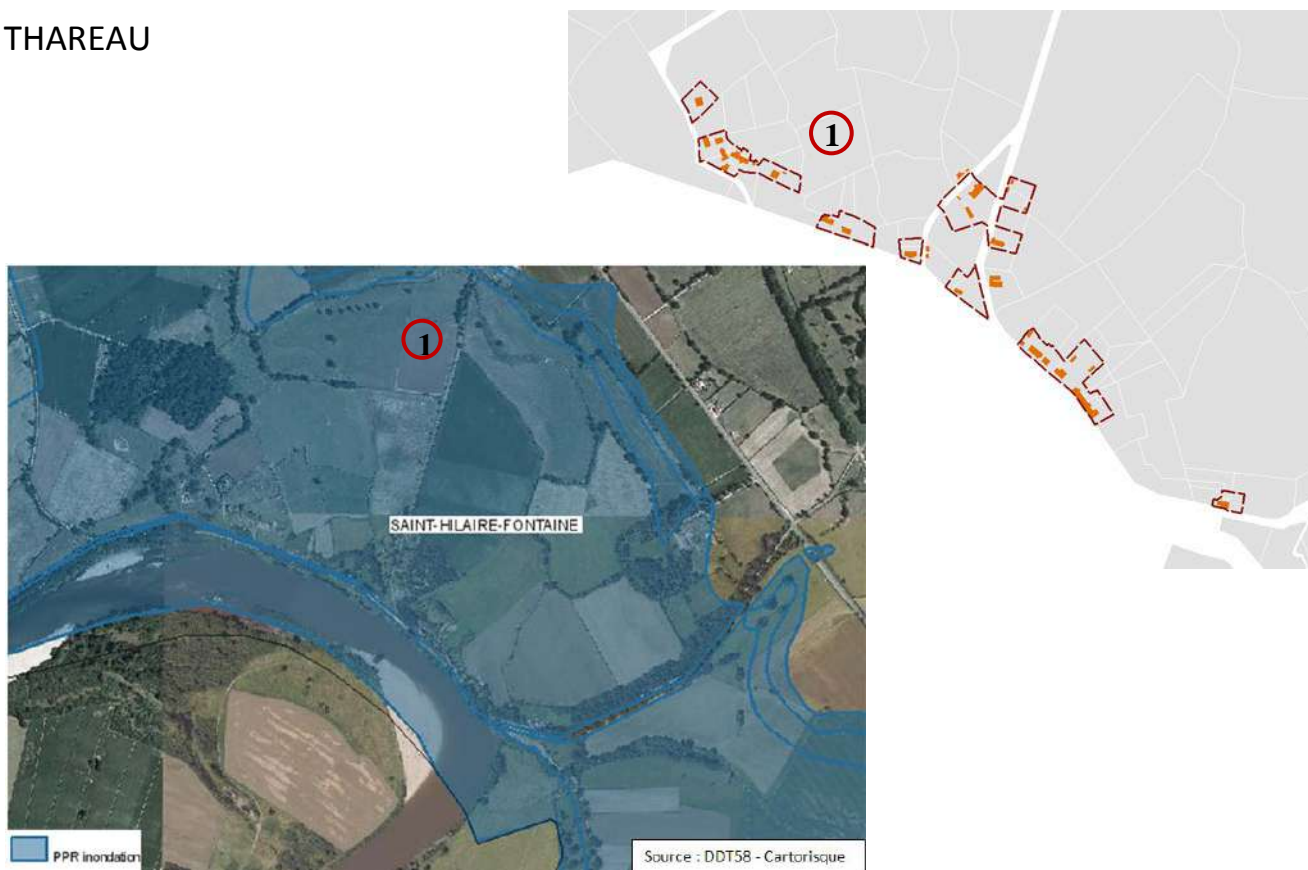 THAREAU
1
1
SAINT-HILAIRE-FONTAINE
PPR inondation
Source : DDT58 - Cartorisque